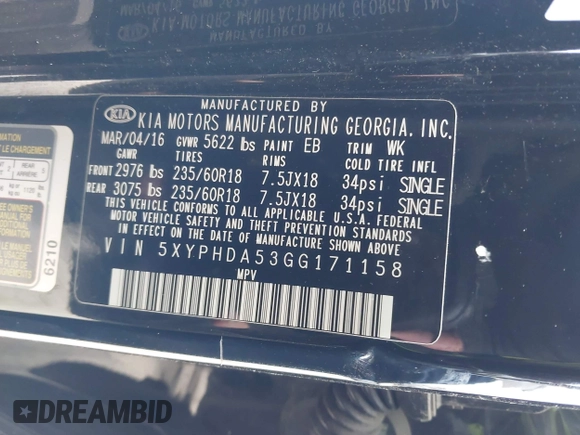 MANUFACTURED BY
KIA KIA MOTORS MANUFACTURING GEORGIA. INC.
MAR/04/16 GVWR 5622 lbs PAINT EB TRIM WK
GAWR TIRES RIMS COLD TIRE INFL
FRONT 2976 lbs 235/60R18 7.5JX18 34psi SINGLE
REAR 3075 lbs 235/60R18 7.5JX18 34psi SINGLE
THIS VEHICLE CONFORMS TO ALL APPLICABLE U.S.A. FEDERAL
MOTOR VEHICLE SAFETY, BUMPER, AND THEFT PREVENTION STANDARDS
IN EFFECT ON THE DATE OF MANUFACTURE SHOWN ABOVE.
VIN 5XYPHDA53GG171158
MPV
6210
DREAMBID